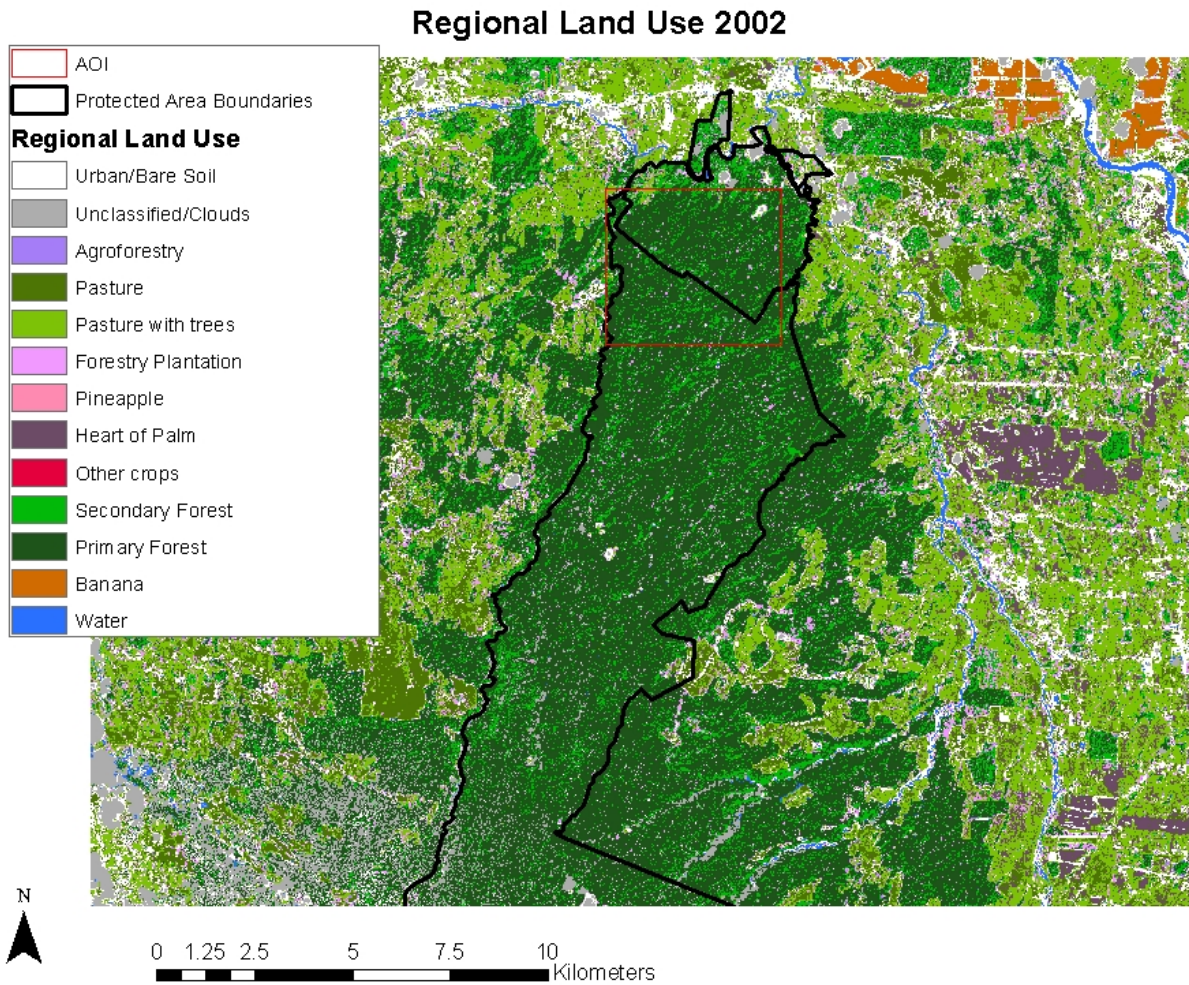 Regional Land Use 2002
AOI
Protected Area Boundaries
Regional Land Use
Urban/Bare Soil
Unclassified/Clouds
Agroforestry
Pasture
Pasture with trees
Forestry Plantation
Pineapple
Heart of Palm
Other crops
Secondary Forest
Primary Forest
Banana
Water
N
0 1.25 2.5 5 7.5 10
Kilometers